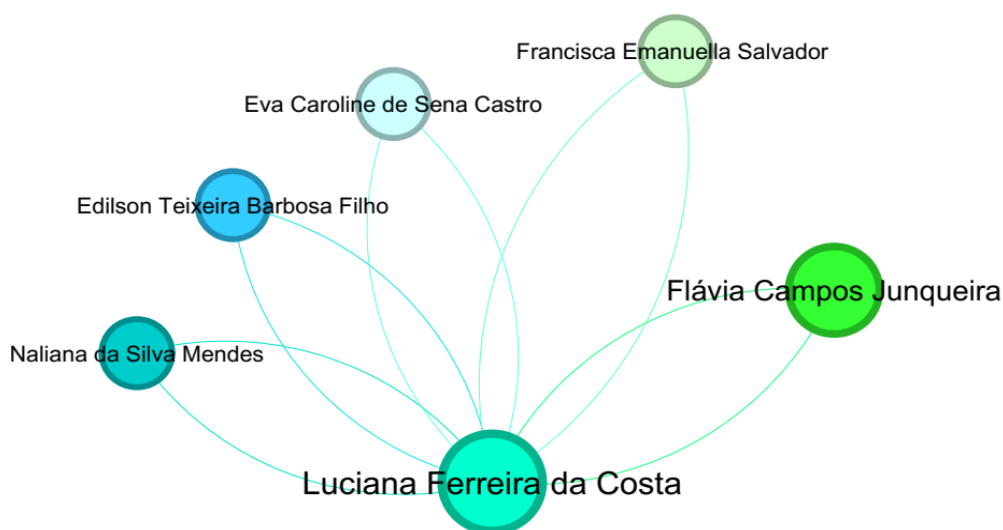 Francisca Emanuella Salvador
Eva Caroline de Sena Castro
Edilson Teixeira Barbosa Filho
Flávia Campos Junqueira
Naliana da Silva Mendes
Luciana Ferreira da Costa